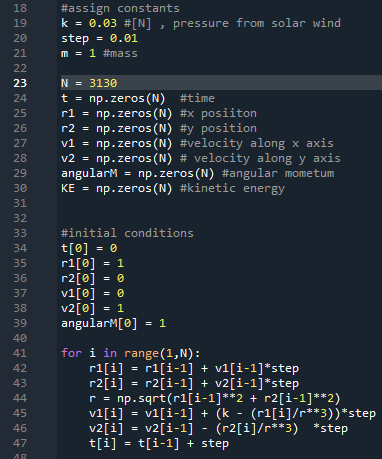 18 #assign constants
19 k = 0.03 #[N] , pressure from solar wind
20 step = 0.01
21 m = 1 #mass
22
23 N = 3130
24 t = np.zeros(N)  #time
25 r1 = np.zeros(N) #x posiiton
26 r2 = np.zeros(N) #y position
27 v1 = np.zeros(N) #velocity along x axis
28 v2 = np.zeros(N) # velocity along y axis
29 angularM = np.zeros(N) #angular mometum
30 KE = np.zeros(N) #kinetic energy
31
32
33 #initial conditions
34 t[0] = 0
35 r1[0] = 1
36 r2[0] = 0
37 v1[0] = 0
38 v2[0] = 1
39 angularM[0] = 1
40
41 for i in range(1,N):
42     r1[i] = r1[i-1] + v1[i-1]*step
43     r2[i] = r2[i-1] + v2[i-1]*step
44     r = np.sqrt(r1[i-1]**2 + r2[i-1]**2)
45     v1[i] = v1[i-1] + (k - (r1[i]/r**3))*step
46     v2[i] = v2[i-1] - (r2[i]/r**3)  *step
47     t[i] = t[i-1] + step
48